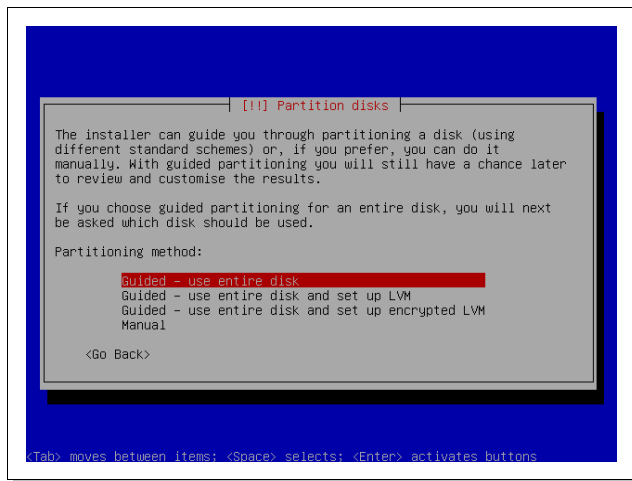 [!!] Partition disks
The installer can guide you through partitioning a disk (using
different standard schemes) or, if you prefer, you can do it
manually. With guided partitioning you will still have a chance later
to review and customise the results.
If you choose guided partitioning for an entire disk, you will next
be asked which disk should be used.
Partitioning method:
Guided - use entire disk
Guided - use entire disk and set up LVM
Guided - use entire disk and set up encrypted LVM
Manual
<Go Back>
<Tab> moves between items; <Space> selects; <Enter> activates buttons